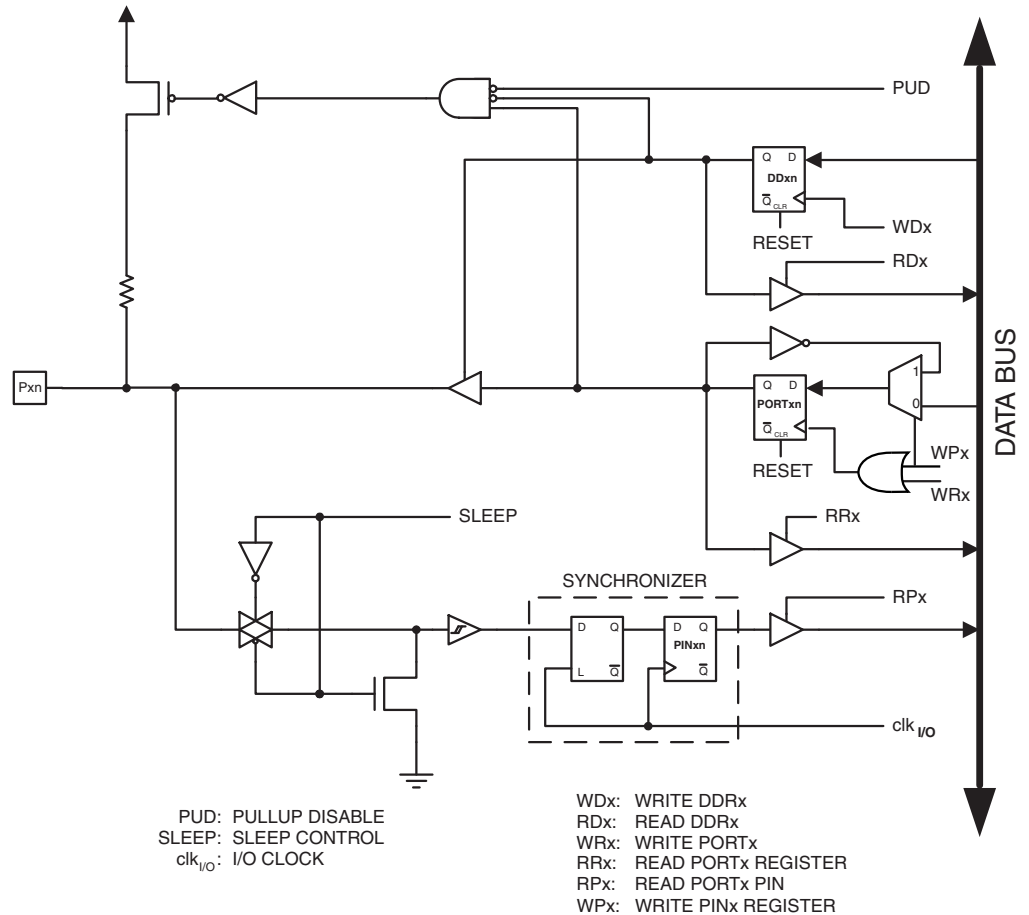 PUD
Q D
DDxn
Q CLR
WDx
RESET
RDx
Pxn
1
Q D
PORTxn
0
Q CLR
WPx
RESET
WRx
RRx
SLEEP
SYNCHRONIZER
RPx
D Q
D Q
PINxn
L Q
Q
clk I/O
DATA BUS
PUD: PULLUP DISABLE
SLEEP: SLEEP CONTROL
clkI/O: I/O CLOCK
WDx: WRITE DDRx
RDx: READ DDRx
WRx: WRITE PORTx
RRx: READ PORTx REGISTER
RPx: READ PORTx PIN
WPx: WRITE PINx REGISTER